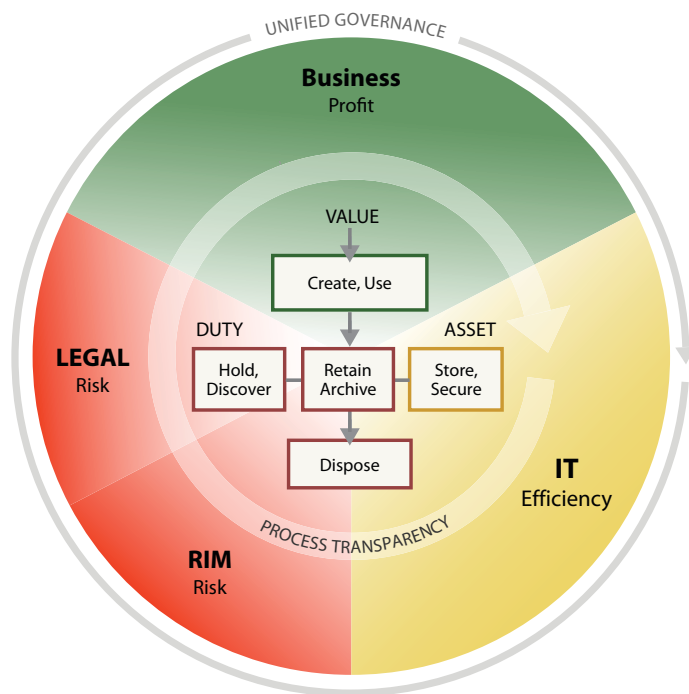 UNIFIED GOVERNANCE
Business
Profit
VALUE
Create, Use
DUTY
ASSET
Hold,
Discover
Retain
Archive
Store,
Secure
LEGAL
Risk
Dispose
IT
Efficiency
PROCESS TRANSPARENCY
RIM
Risk